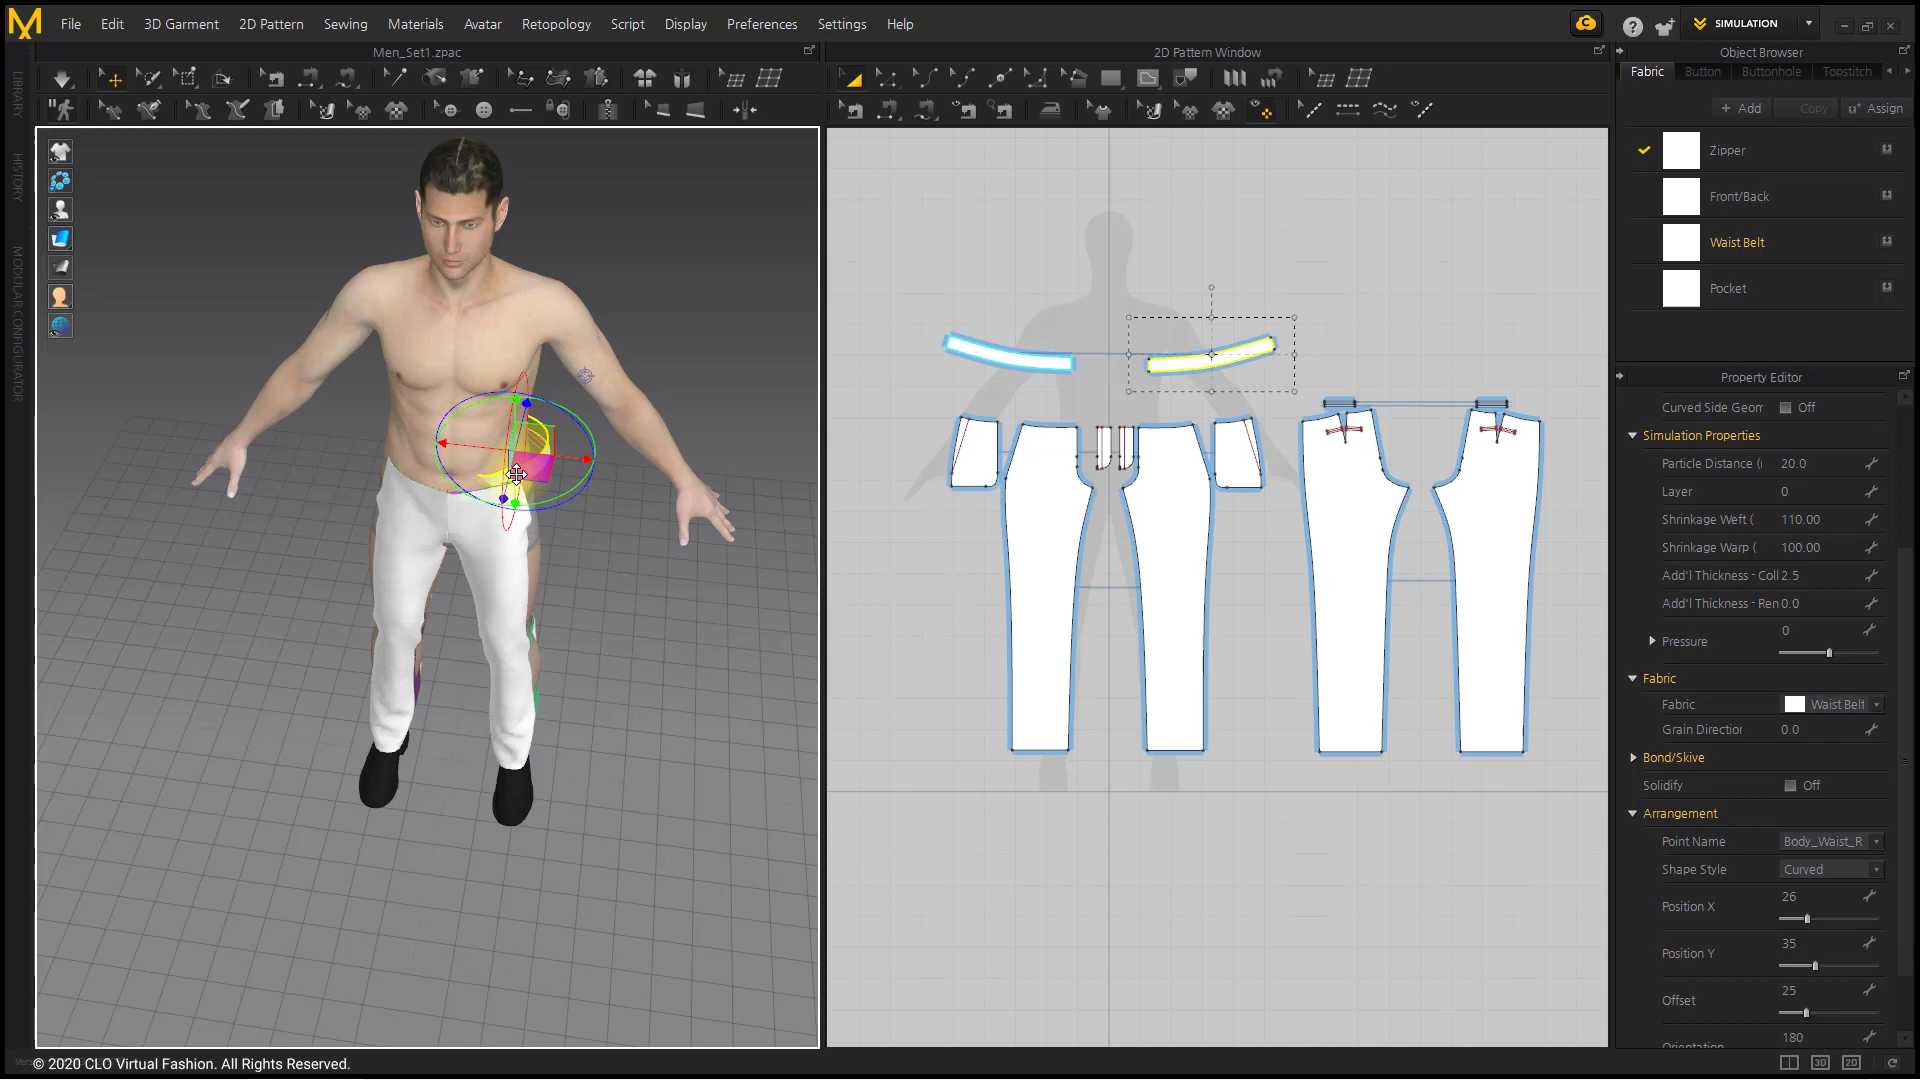 File Edit 3D Garment 2D Pattern Sewing Materials Avatar Retopology Script Display Preferences Settings Help
SIMULATION
Men_Set1.zpac
2D Pattern Window
Object Browser
LIBRARY
HISTORY
MODULAR CONFIGURATOR
Fabric Button Buttonhole Topstitch
+ Add Copy Assign
Zipper
Front/Back
Waist Belt
Pocket
Property Editor
Curved Side Geom Off
Simulation Properties
Particle Distance ( 20.0
Layer 0
Shrinkage Weft ( 110.00
Shrinkage Warp ( 100.00
Add'l Thickness - Coll 2.5
Add'l Thickness - Ren 0.0
Pressure 0
Fabric
Fabric Waist Belt
Grain Direction 0.0
Bond/Skive
Solidify Off
Arrangement
Point Name Body_Waist_R
Shape Style Curved
Position X 26
Position Y 35
Offset 25
Orientation 180
© 2020 CLO Virtual Fashion. All Rights Reserved.
3D 2D